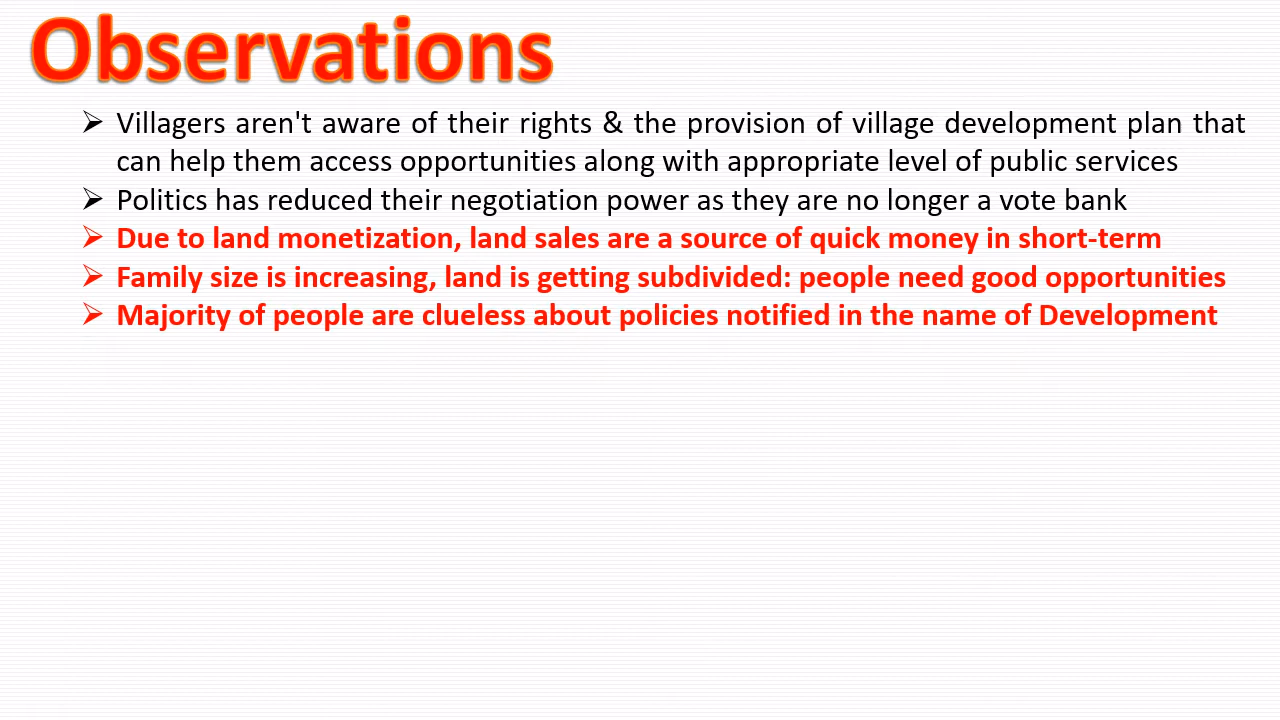 Observations
➢ Villagers aren't aware of their rights & the provision of village development plan that
can help them access opportunities along with appropriate level of public services
➢ Politics has reduced their negotiation power as they are no longer a vote bank
➢ Due to land monetization, land sales are a source of quick money in short-term
➢ Family size is increasing, land is getting subdivided: people need good opportunities
➢ Majority of people are clueless about policies notified in the name of Development